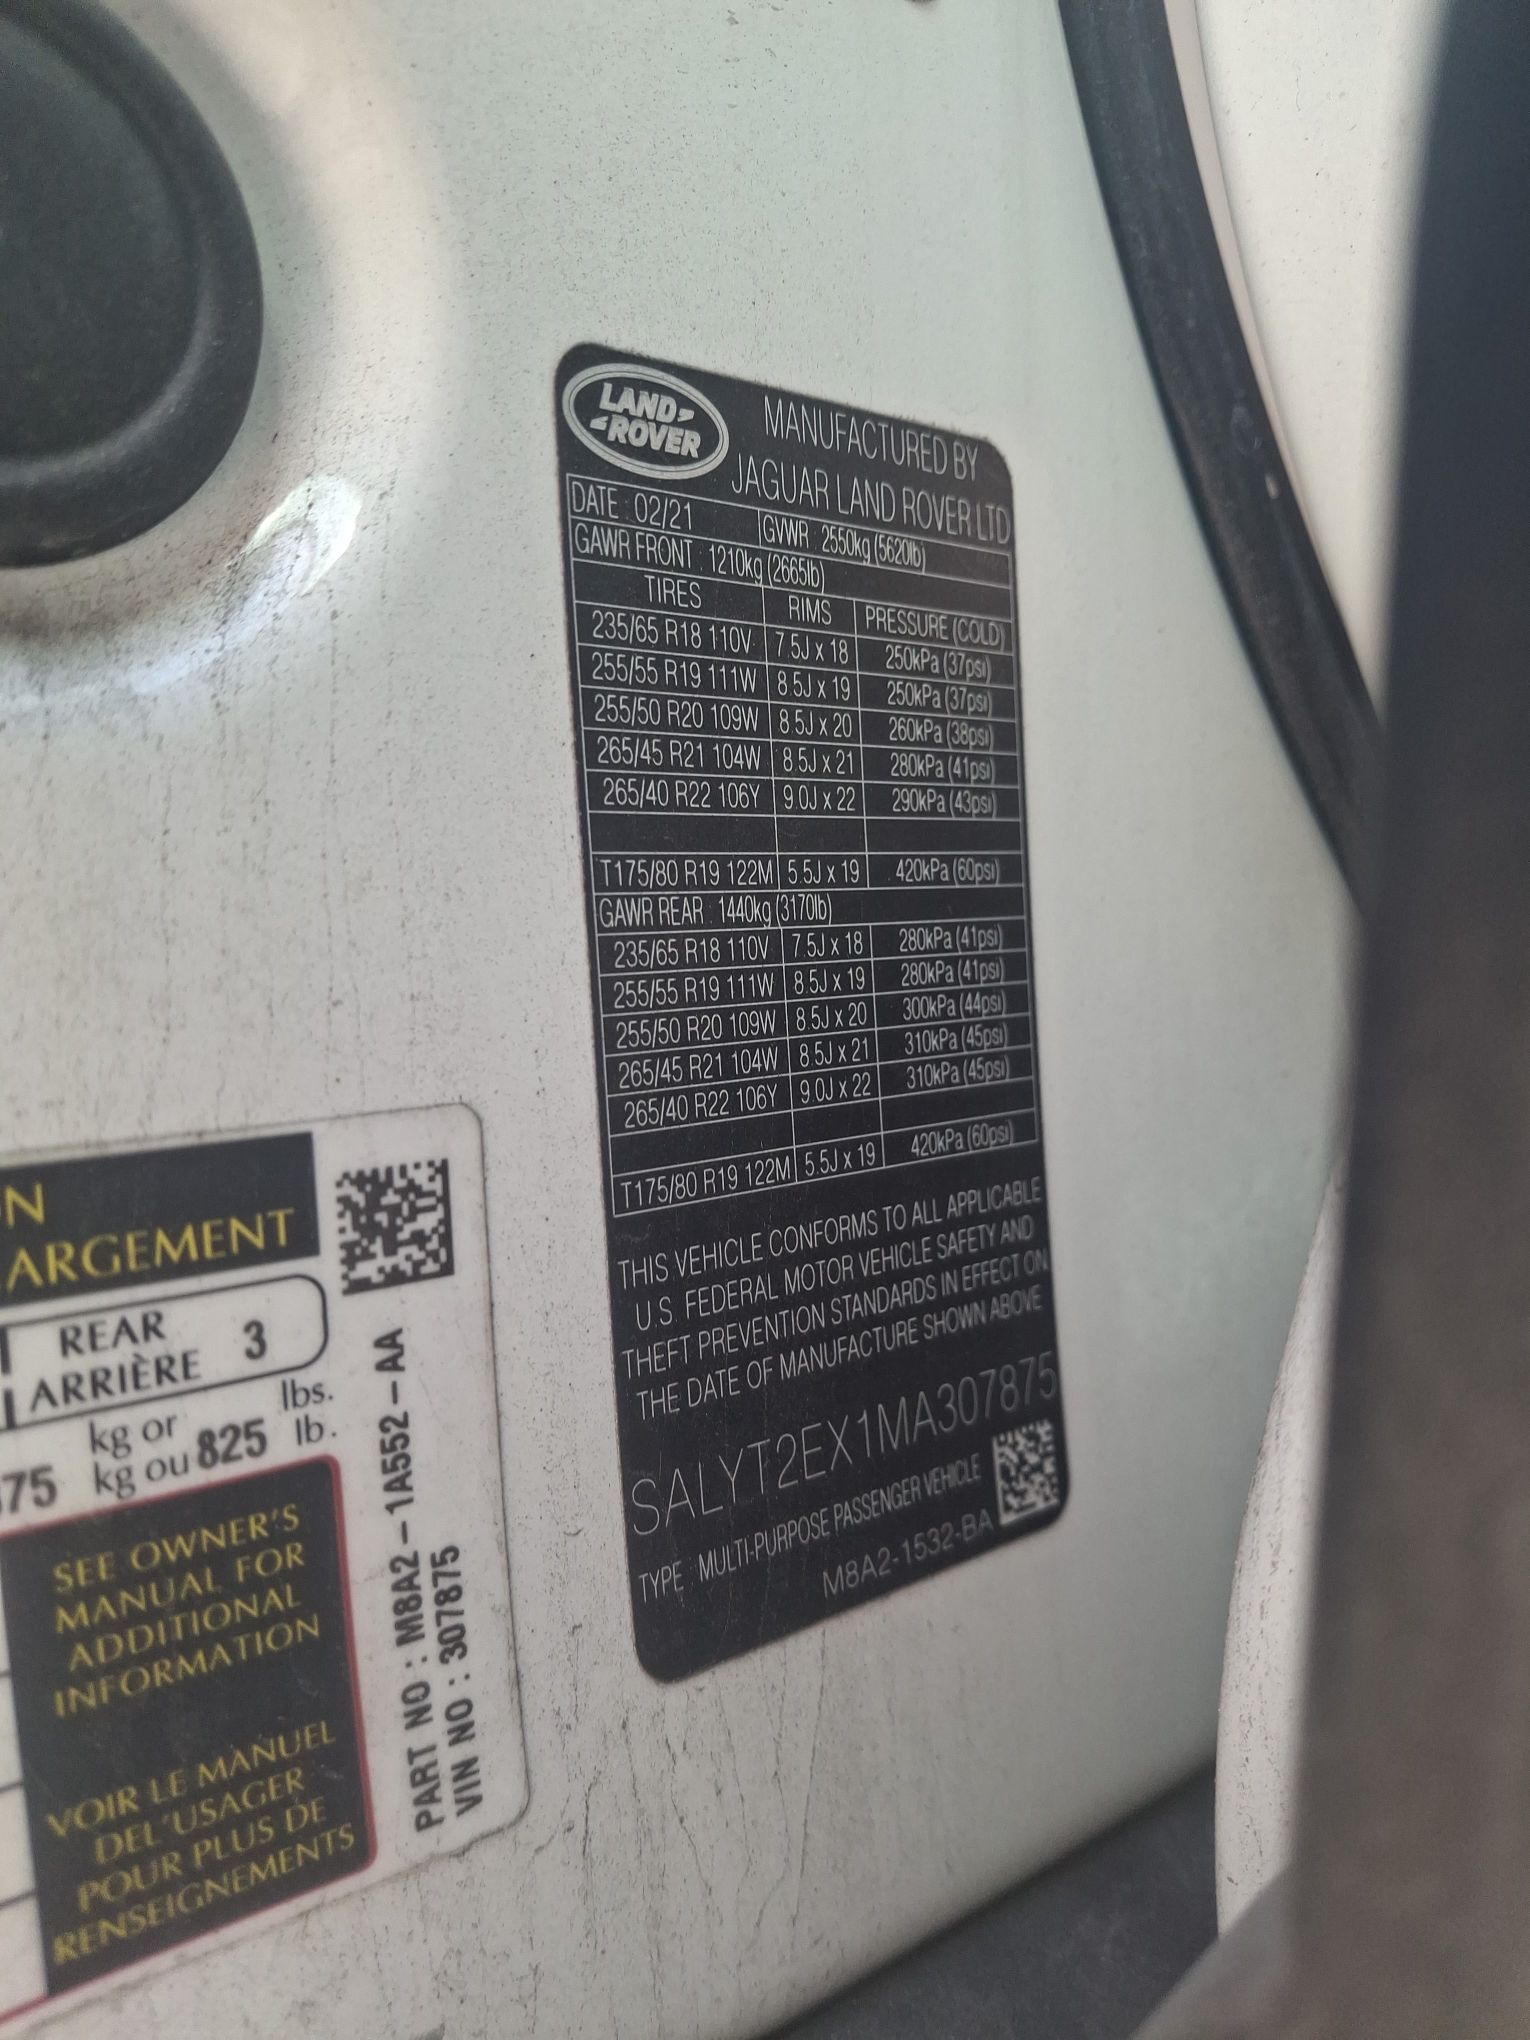 LAND ROVER
MANUFACTURED BY
JAGUAR LAND ROVER LTD
DATE : 02/21 GVWR : 2550kg (5620lb)
GAWR FRONT : 1210kg (2665lb)
TIRES RIMS PRESSURE (COLD)
235/65 R18 110V 7.5J x 18 250kPa (37psi)
255/55 R19 111W 8.5J x 19 250kPa (37psi)
255/50 R20 109W 8.5J x 20 260kPa (38psi)
265/45 R21 104W 8.5J x 21 280kPa (41psi)
265/40 R22 106Y 9.0J x 22 290kPa (43psi)
T175/80 R19 122M 5.5J x 19 420kPa (60psi)
GAWR REAR : 1440kg (3170lb)
235/65 R18 110V 7.5J x 18 280kPa (41psi)
255/55 R19 111W 8.5J x 19 280kPa (41psi)
255/50 R20 109W 8.5J x 20 300kPa (44psi)
265/45 R21 104W 8.5J x 21 310kPa (45psi)
265/40 R22 106Y 9.0J x 22 310kPa (45psi)
T175/80 R19 122M 5.5J x 19 420kPa (60psi)
THIS VEHICLE CONFORMS TO ALL APPLICABLE
U.S. FEDERAL MOTOR VEHICLE SAFETY AND
THEFT PREVENTION STANDARDS IN EFFECT ON
THE DATE OF MANUFACTURE SHOWN ABOVE
SALYT2EX1MA307875
TYPE : MULTI-PURPOSE PASSENGER VEHICLE
M8A2-1532-BA
ON
ARGEMENT
REAR
ARRIÈRE 3
kg or lbs.
75 kg ou 825 lb.
SEE OWNER'S
MANUAL FOR
ADDITIONAL
INFORMATION
VOIR LE MANUEL
DEL'USAGER
POUR PLUS DE
RENSEIGNEMENTS
PART NO : M8A2-1A552-AA
VIN NO : 307875